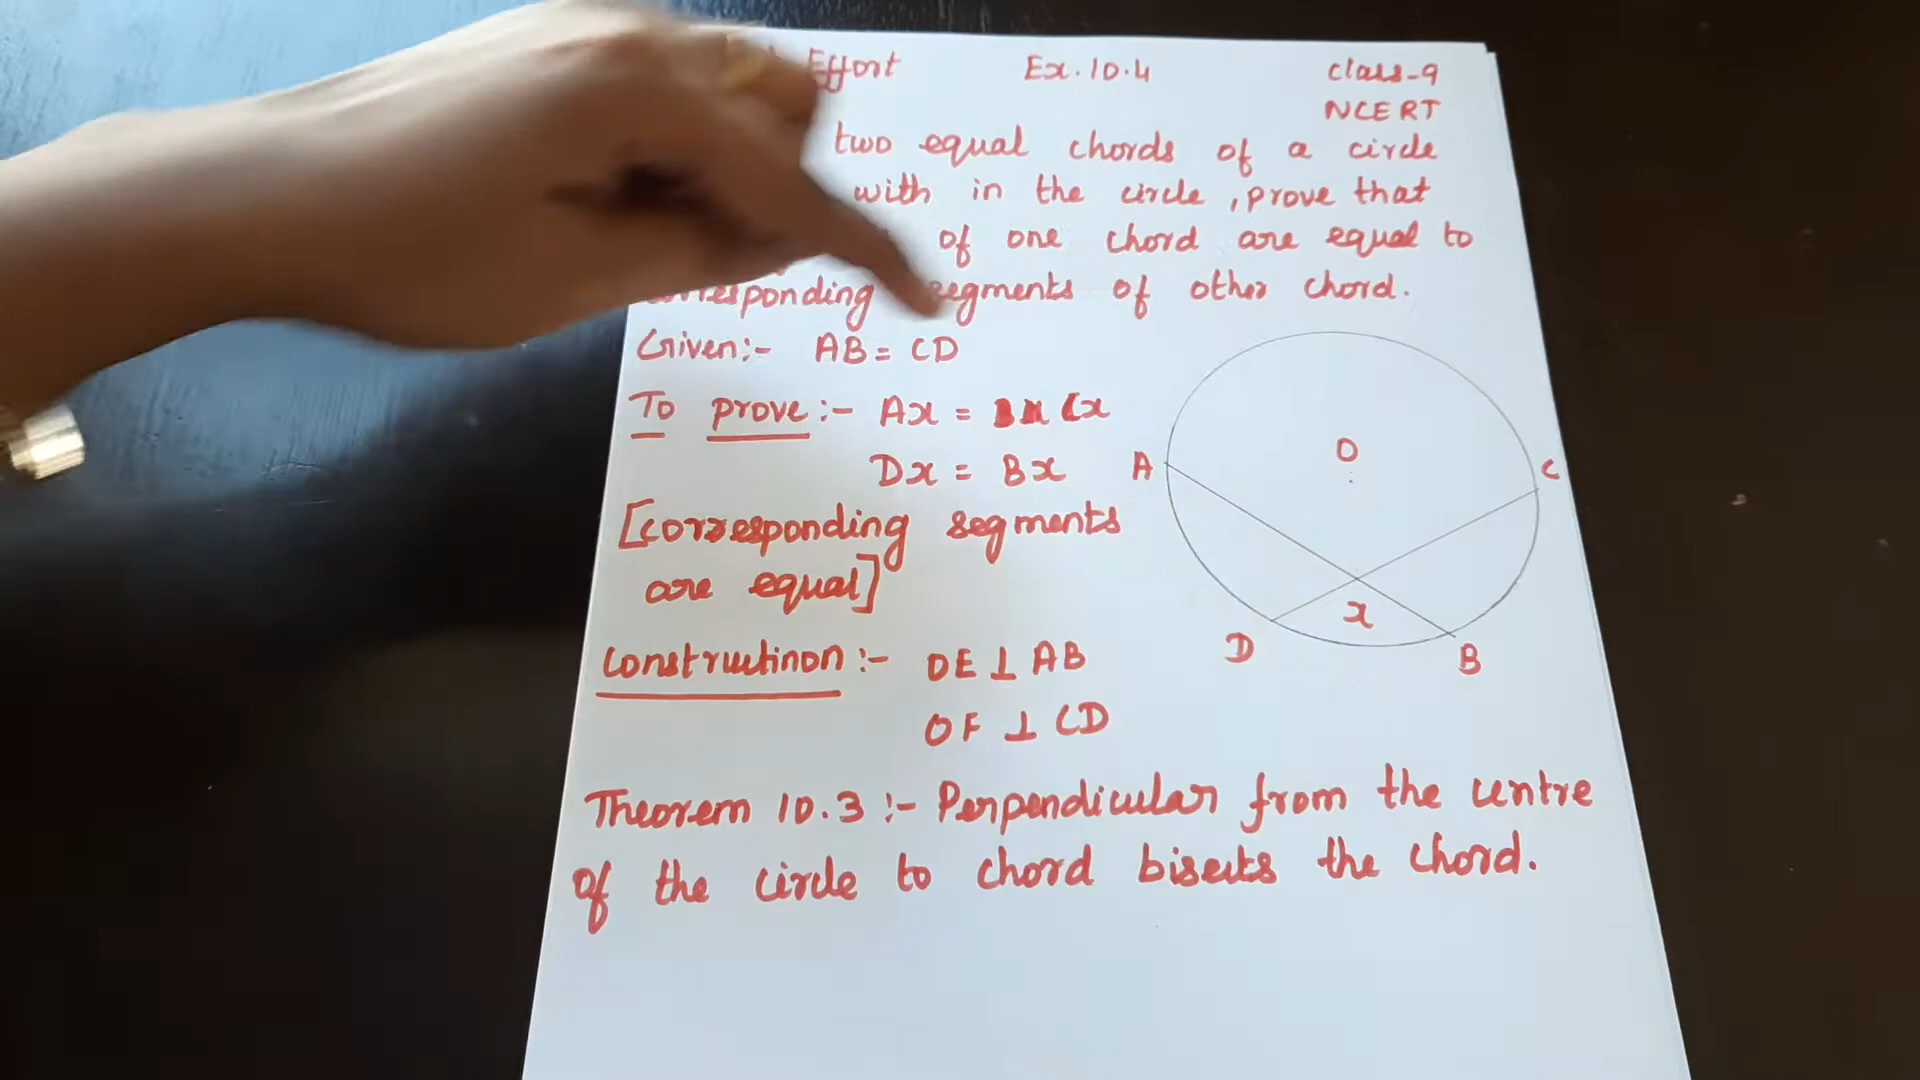 Effort Ex. 10.4 class-9
NCERT
two equal chords of a circle
with in the circle, prove that
of one chord are equal to
corresponding segments of other chord.
Given:- AB = CD
To prove :- Ax = Cx
Dx = Bx
[corresponding segments
are equal]
Constructinon :- OE ⊥ AB
OF ⊥ CD
Theorem 10.3 :- Perpendicular from the centre
of the circle to chord bisects the chord.
O
A
C
x
D
B